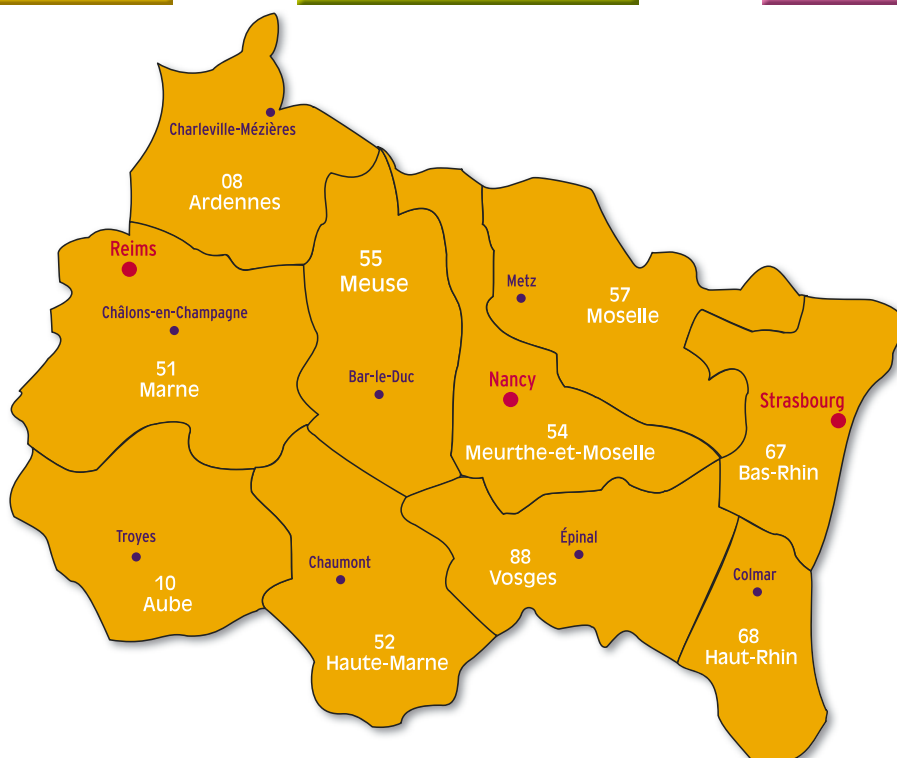 Charleville-Mézières
08
Ardennes
Reims
Châlons-en-Champagne
51
Marne
55
Meuse
Bar-le-Duc
Metz
57
Moselle
Nancy
54
Meurthe-et-Moselle
Strasbourg
67
Bas-Rhin
Troyes
10
Aube
Chaumont
52
Haute-Marne
88
Vosges
Épinal
Colmar
68
Haut-Rhin